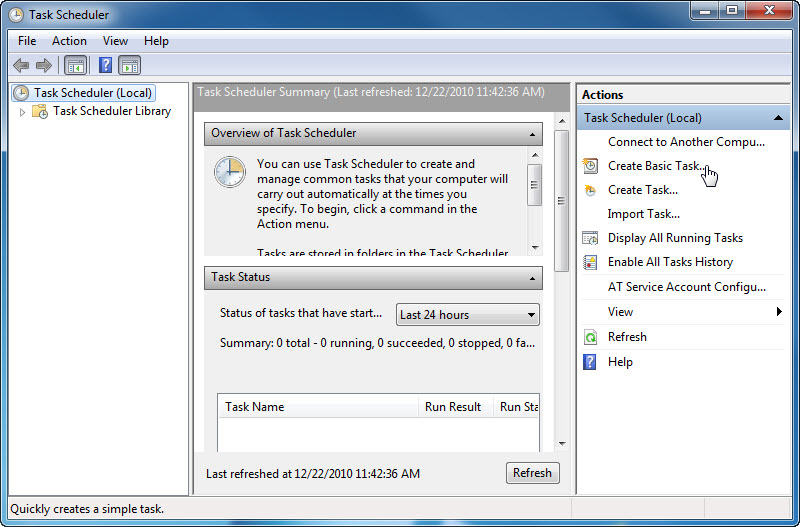 Task Scheduler
File Action View Help
Task Scheduler (Local)
Task Scheduler Library
Task Scheduler Summary (Last refreshed: 12/22/2010 11:42:36 AM)
Overview of Task Scheduler
You can use Task Scheduler to create and
manage common tasks that your computer will
carry out automatically at the times you
specify. To begin, click a command in the
Action menu.
Tasks are stored in folders in the Task Scheduler
Task Status
Status of tasks that have start... Last 24 hours
Summary: 0 total - 0 running, 0 succeeded, 0 stopped, 0 fa...
Task Name Run Result Run Sta
Last refreshed at 12/22/2010 11:42:36 AM Refresh
Actions
Task Scheduler (Local)
Connect to Another Compu...
Create Basic Task...
Create Task...
Import Task...
Display All Running Tasks
Enable All Tasks History
AT Service Account Configu...
View
Refresh
Help
Quickly creates a simple task.